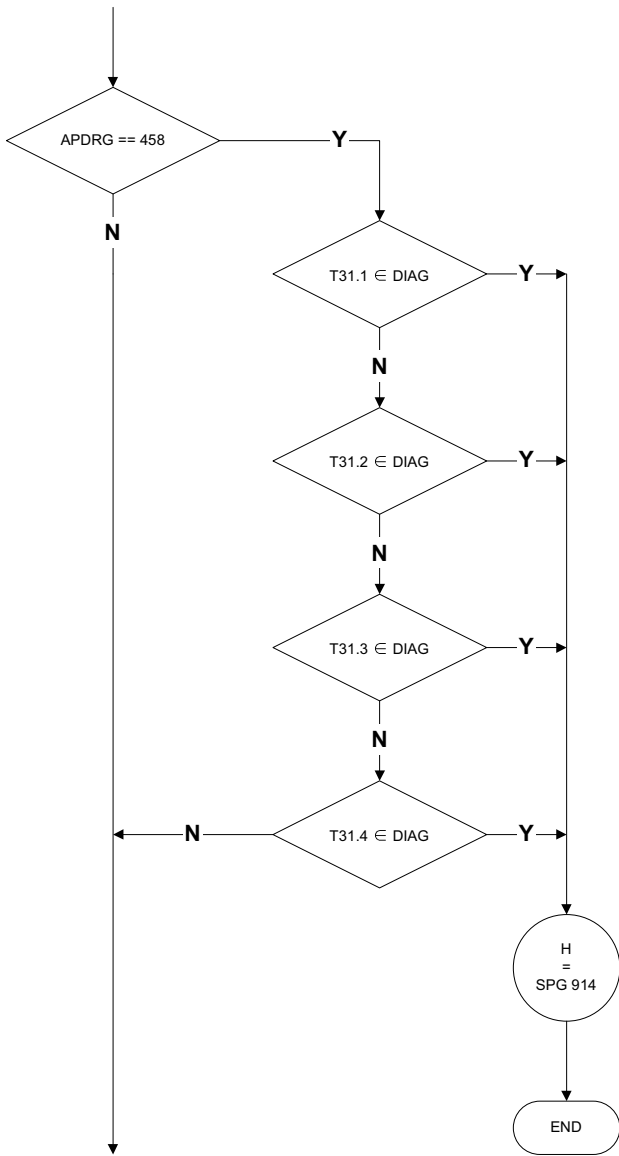 APDRG == 458
Y
N
T31.1 ∈ DIAG
Y
N
T31.2 ∈ DIAG
Y
N
T31.3 ∈ DIAG
Y
N
T31.4 ∈ DIAG
N
Y
H
=
SPG 914
END